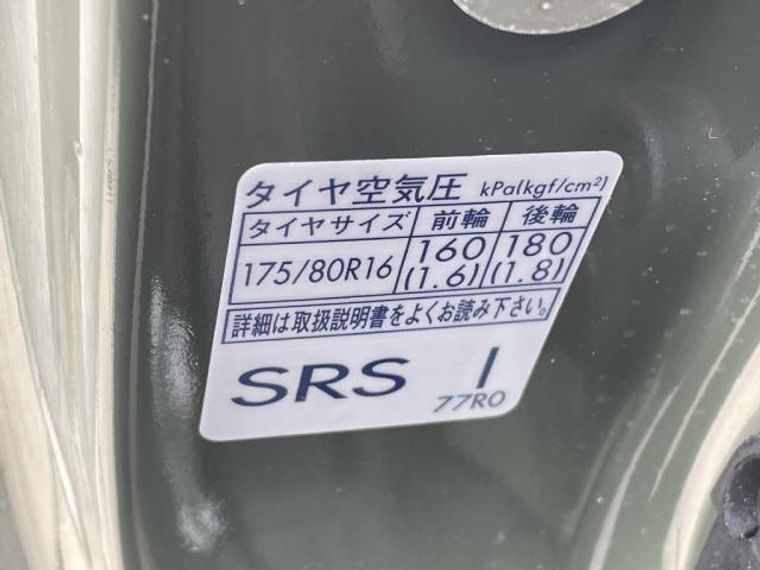 タイヤ空気圧 kPa[kgf/cm²]
タイヤサイズ 前輪 後輪
175/80R16 160 180
(1.6) (1.8)
詳細は取扱説明書をよくお読み下さい。
SRS I
77R0